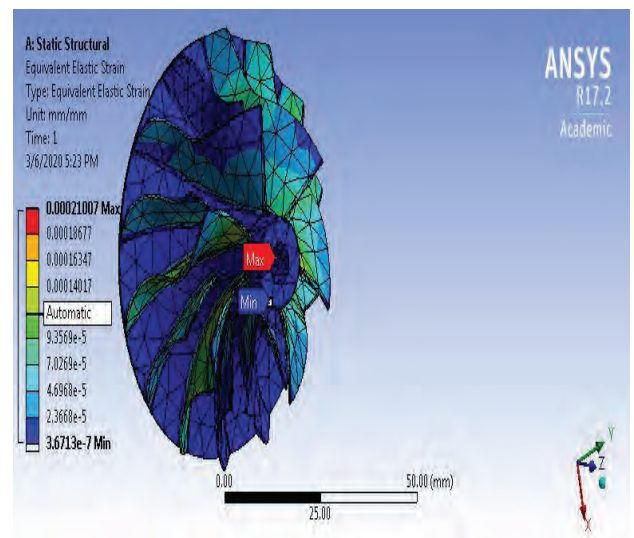 A: Static Structural
Equivalent Elastic Strain
Type: Equivalent Elastic Strain
Unit: mm/mm
Time: 1
3/6/2020 5:23 PM
0.00021007 Max
0.00018677
0.00016347
0.00014017
Automatic
9.3569e-5
7.0269e-5
4.6968e-5
2.3668e-5
3.6713e-7 Min
ANSYS
R17.2
Academic
Max
Min
0.00 50.00 (mm)
25.00
Y
Z
X